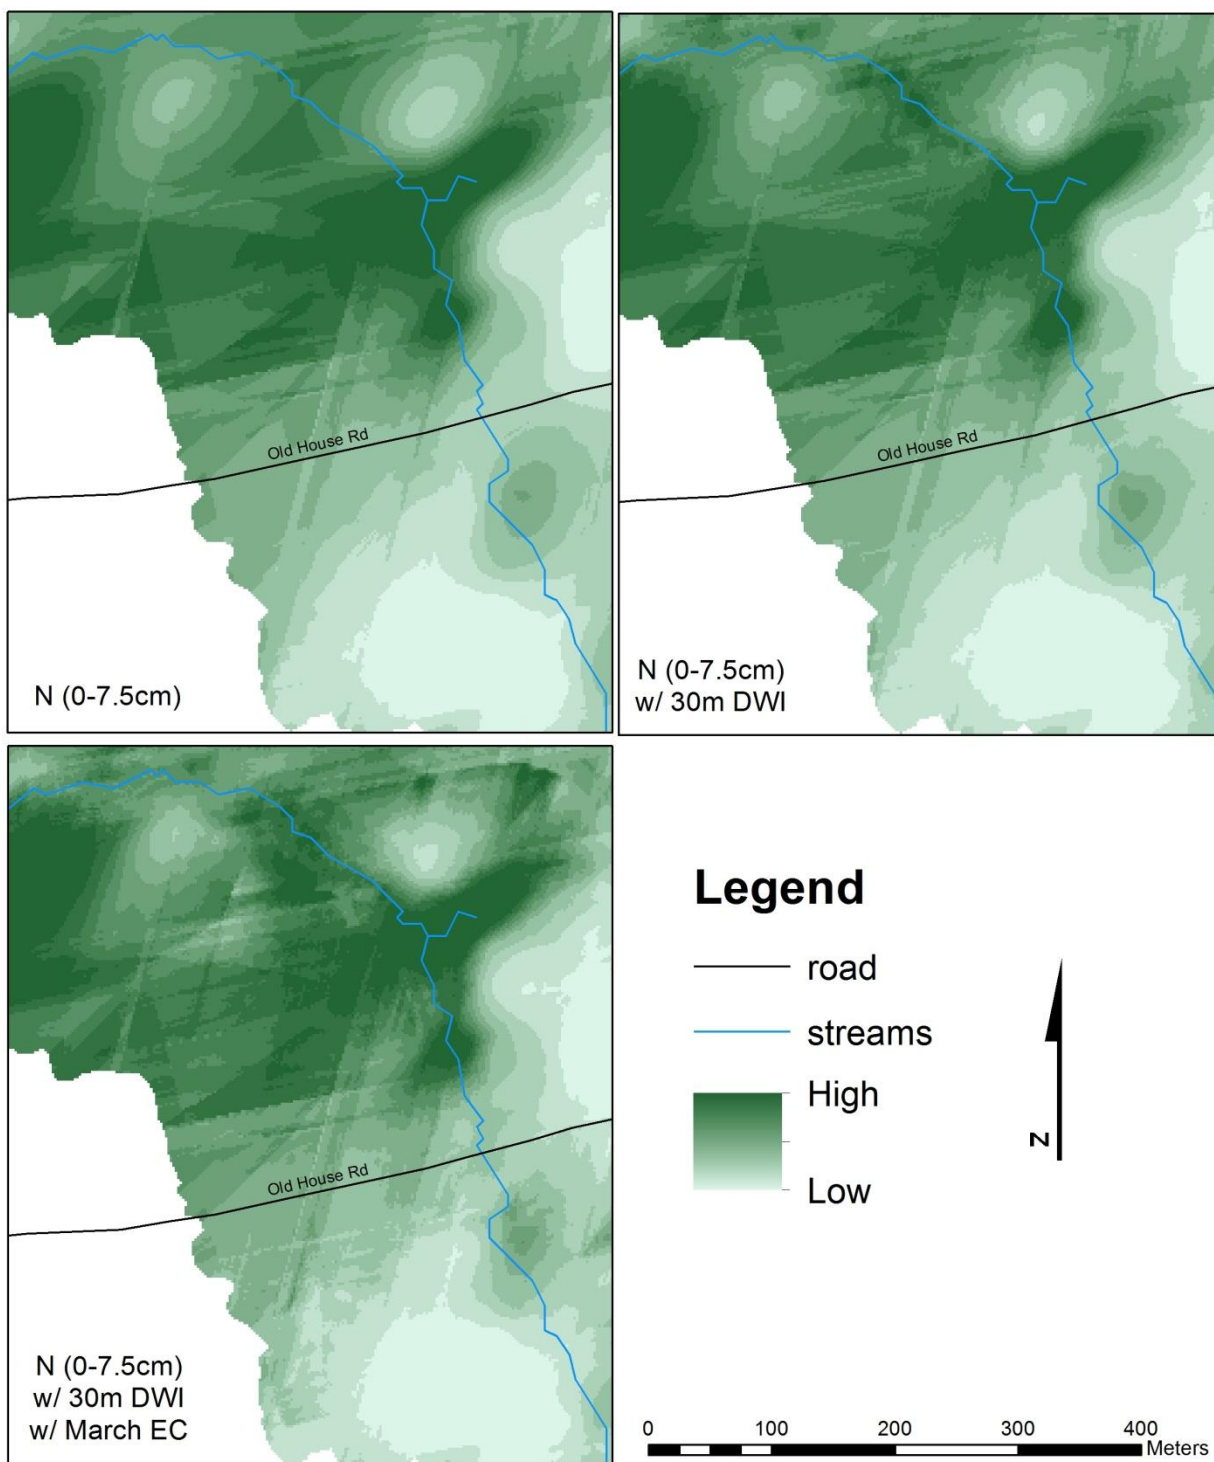 Old House Rd
N (0-7.5cm)
Old House Rd
N (0-7.5cm)
w/ 30m DWI
Old House Rd
N (0-7.5cm)
w/ 30m DWI
w/ March EC
Legend
road
streams
High
Low
N
0 100 200 300 400
Meters